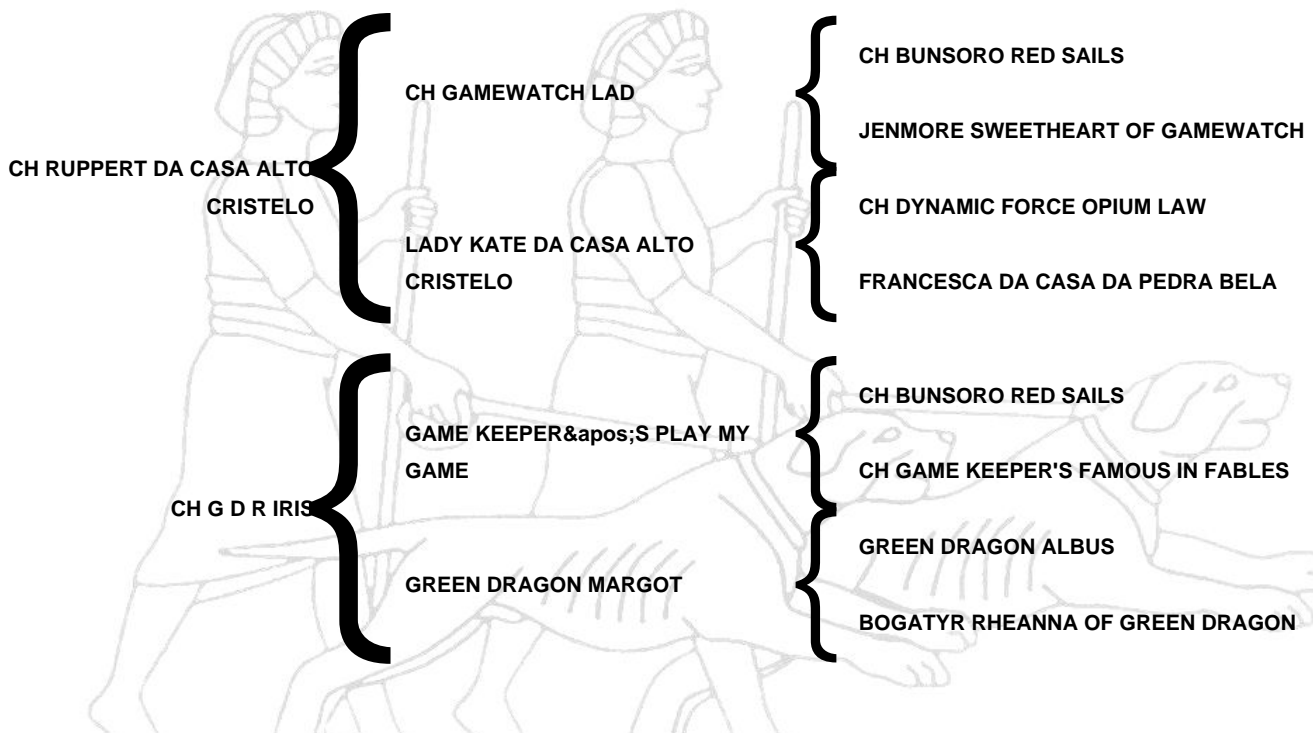 CH RUPPERT DA CASA ALTO
CRISTELO
CH GAMEWATCH LAD
LADY KATE DA CASA ALTO
CRISTELO
CH BUNSORO RED SAILS
JENMORE SWEETHEART OF GAMEWATCH
CH DYNAMIC FORCE OPIUM LAW
FRANCESCA DA CASA DA PEDRA BELA
CH G D R IRIS
GAME KEEPER&apos;S PLAY MY
GAME
GREEN DRAGON MARGOT
CH BUNSORO RED SAILS
CH GAME KEEPER'S FAMOUS IN FABLES
GREEN DRAGON ALBUS
BOGATYR RHEANNA OF GREEN DRAGON